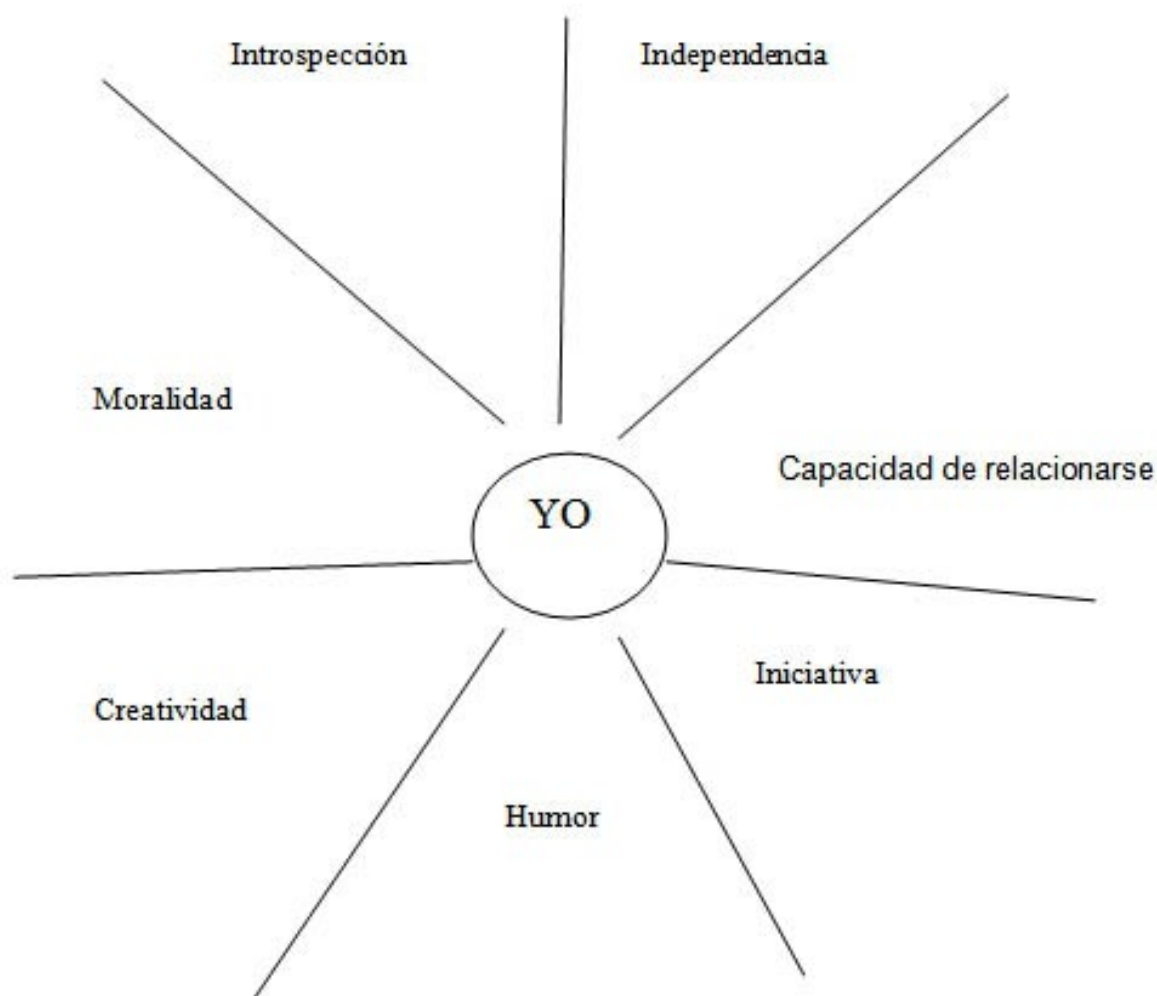 Introspección
Independencia
Moralidad
Capacidad de relacionarse
YO
Iniciativa
Creatividad
Humor